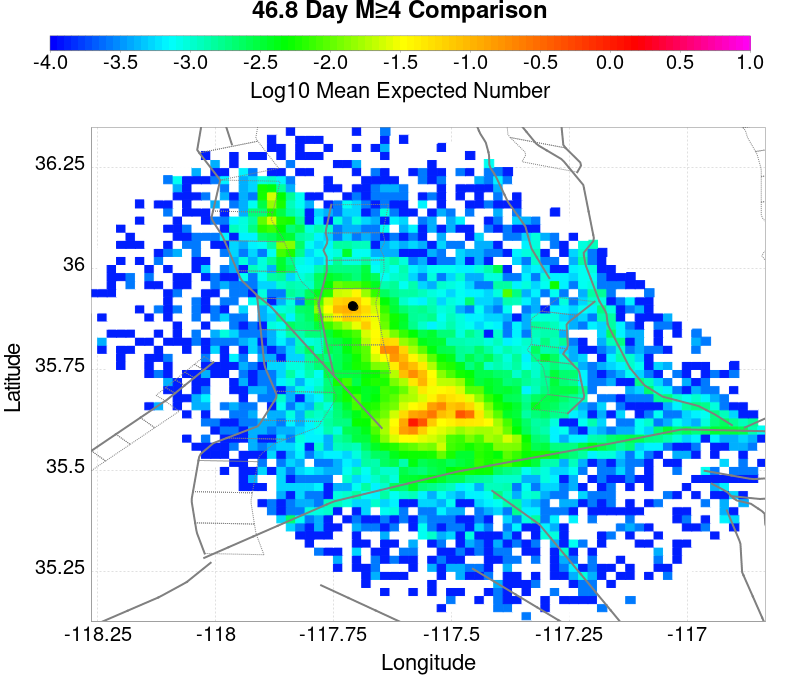 46.8 Day M≥4 Comparison
-4.0 -3.5 -3.0 -2.5 -2.0 -1.5 -1.0 -0.5 0.0 0.5 1.0
Log10 Mean Expected Number
36.25
36
35.75
35.5
35.25
Latitude
-118.25 -118 -117.75 -117.5 -117.25 -117
Longitude